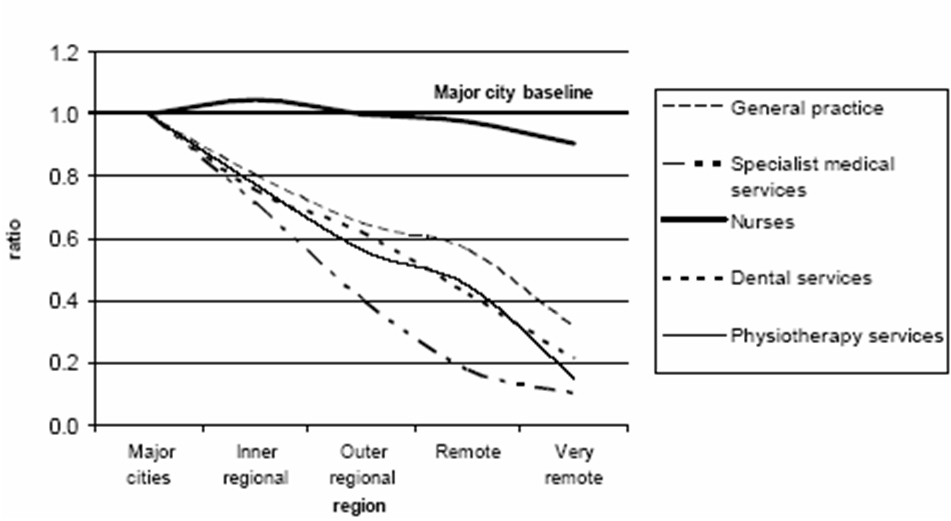 1.2
Major city baseline
1.0
0.8
0.6
0.4
0.2
0.0
ratio
Major
cities
Inner
regional
Outer
regional
Remote
Very
remote
region
General practice
Specialist medical
services
Nurses
Dental services
Physiotherapy services